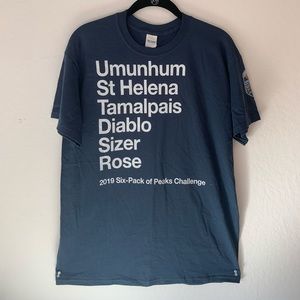 Umunhum
St Helena
Tamalpais
Diablo
Sizer
Rose
2019 Six-Pack of Peaks Challenge